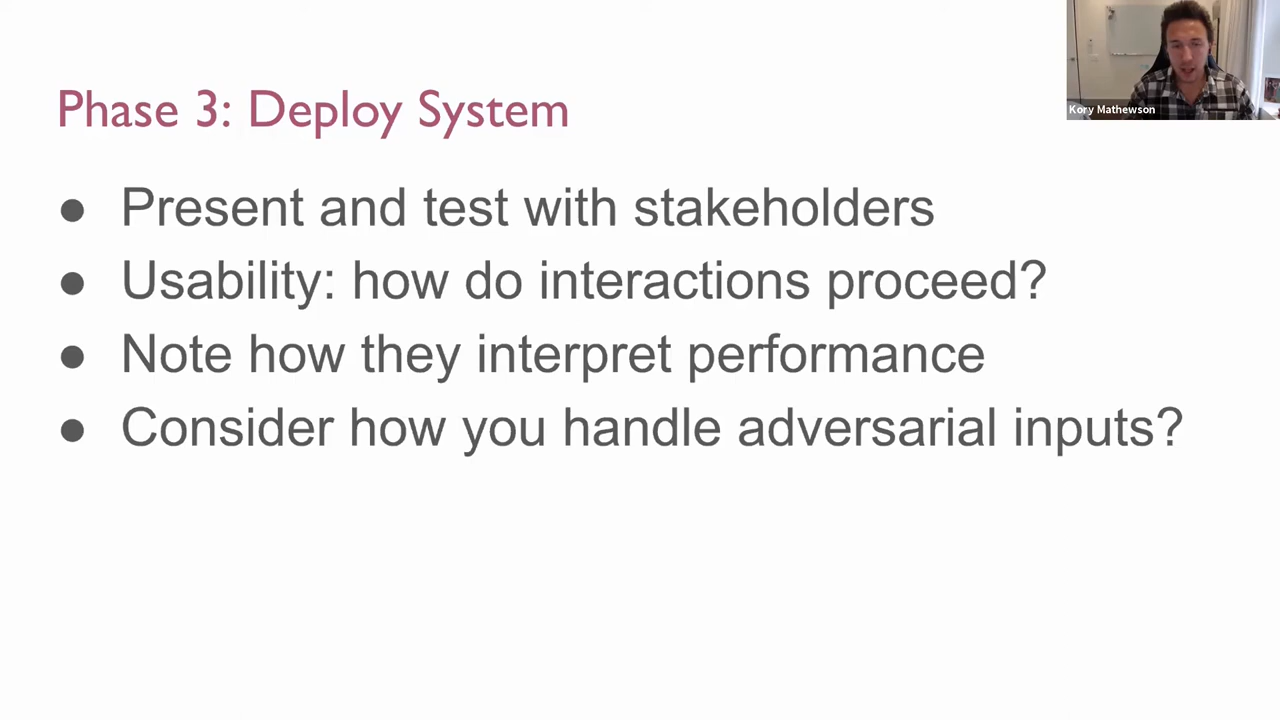 Phase 3: Deploy System
Kory Mathewson
● Present and test with stakeholders
● Usability: how do interactions proceed?
● Note how they interpret performance
● Consider how you handle adversarial inputs?